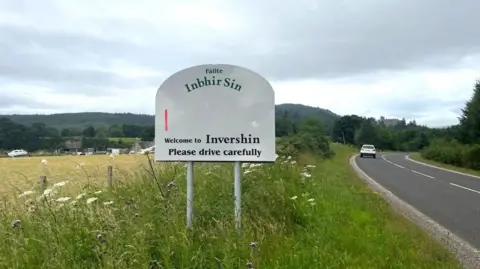 Fàilte
Inbhir Sin
Welcome to Invershin
Please drive carefully